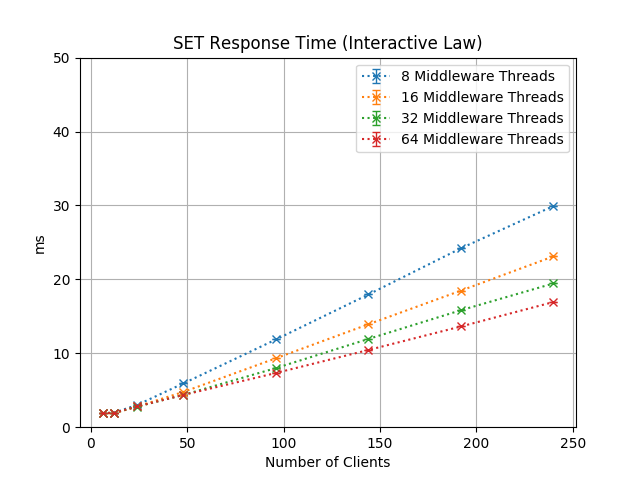 SET Response Time (Interactive Law)
50
40
30
20
10
0
ms
8 Middleware Threads
16 Middleware Threads
32 Middleware Threads
64 Middleware Threads
0 50 100 150 200 250
Number of Clients